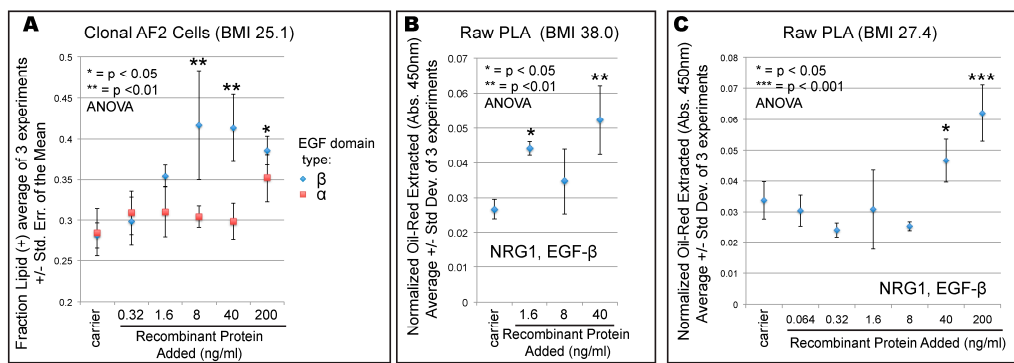 A
Clonal AF2 Cells (BMI 25.1)
Fraction Lipid (+) average of 3 experiments
+/- Std. Err. of the Mean
0.5
0.45
0.4
0.35
0.3
0.25
0.2
* = p < 0.05
** = p <0.01
ANOVA
**
**
*
EGF domain
type:
β
α
carrier
0.32
1.6
8
40
200
Recombinant Protein
Added (ng/ml)
B
Raw PLA (BMI 38.0)
Normalized Oil-Red Extracted (Abs. 450nm)
Average +/- Std Dev. of 3 experiments
0.07
0.06
0.05
0.04
0.03
0.02
0.01
0
* = p < 0.05
** = p <0.01
ANOVA
*
**
NRG1, EGF-β
carrier
1.6
8
40
Recombinant Protein
Added (ng/ml)
C
Raw PLA (BMI 27.4)
Normalized Oil-Red Extracted (Abs. 450nm)
Average +/- Std Dev. of 3 experiments
0.08
0.07
0.06
0.05
0.04
0.03
0.02
0.01
0
* = p < 0.05
*** = p < 0.001
ANOVA
*
***
NRG1, EGF-β
carrier
0.064
0.32
1.6
8
40
200
Recombinant Protein Added (ng/ml)